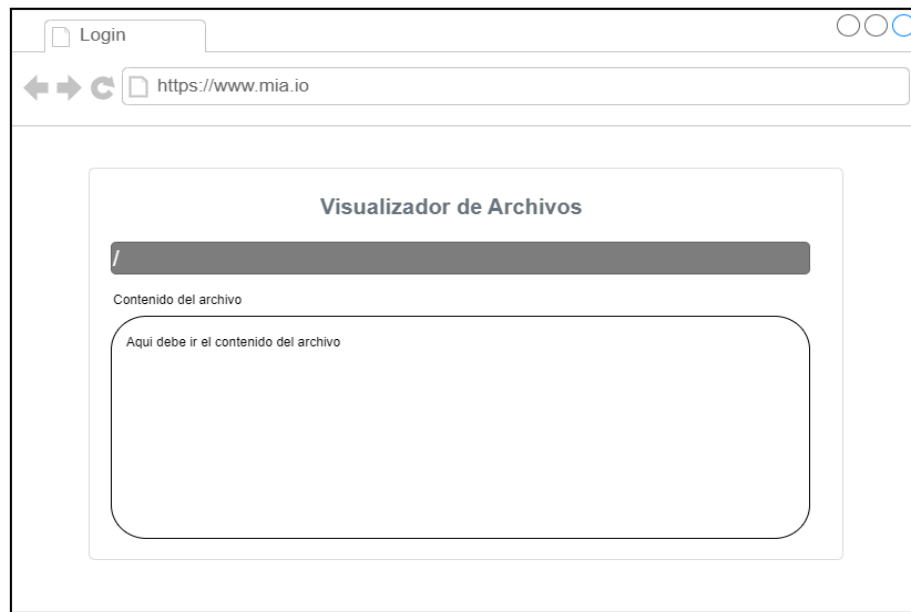 Login
https://www.mia.io
Visualizador de Archivos
/
Contenido del archivo
Aqui debe ir el contenido del archivo